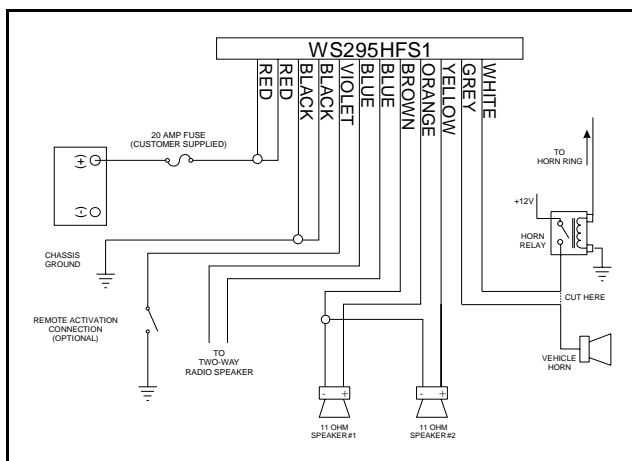 WS295HFS1
RED
RED
BLACK
BLACK
VIOLET
BLUE
BLUE
BROWN
ORANGE
YELLOW
GREY
WHITE
20 AMP FUSE
(CUSTOMER SUPPLIED)
(+)
(-)
TO
HORN RING
+12V
HORN
RELAY
CHASSIS
GROUND
CUT HERE
REMOTE ACTIVATION
CONNECTION
(OPTIONAL)
TO
TWO-WAY
RADIO SPEAKER
VEHICLE
HORN
- +
- +
11 OHM
SPEAKER #1
11 OHM
SPEAKER #2